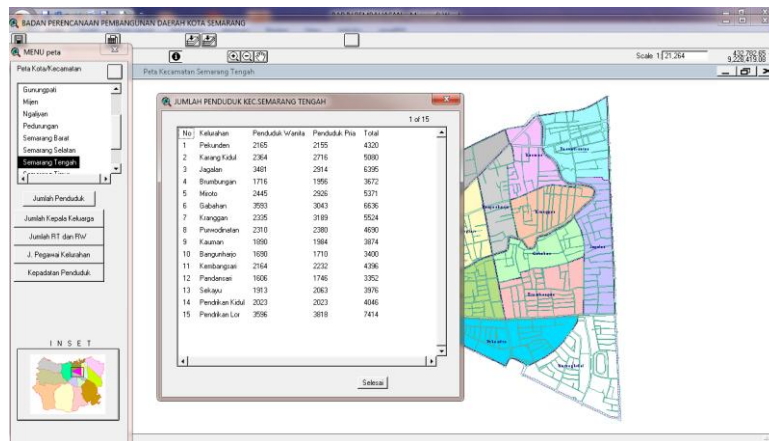 BADAN PERENCANAAN PEMBANGUNAN DAERAH KOTA SEMARANG
MENU peta
Scale 1: 21,264
432,782.65
9,228,419.88
Peta Kota/Kecamatan
Peta Kecamatan Semarang Tengah
Gunungpati
Mijen
Ngaliyan
Pedurungan
Semarang Barat
Semarang Selatan
Semarang Tengah
Jumlah Penduduk
Jumlah Kepala Keluarga
Jumlah RT dan RW
J. Pegawai Kelurahan
Kepadatan Penduduk
I N S E T
JUMLAH PENDUDUK KEC.SEMARANG TENGAH
1 of 15
No Kelurahan Penduduk Wanita Penduduk Pria Total
1 Pekunden 2165 2155 4320
2 Karang Kidul 2364 2716 5080
3 Jagalan 3481 2914 6395
4 Brumbungan 1716 1956 3672
5 Miroto 2445 2926 5371
6 Gabahan 3593 3043 6636
7 Kranggan 2335 3189 5524
8 Purwodinatan 2310 2380 4690
9 Kauman 1890 1984 3874
10 Bangunharjo 1690 1710 3400
11 Kembangsari 2164 2232 4396
12 Pandansari 1606 1746 3352
13 Sekayu 1913 2063 3976
14 Pendrikan Kidul 2023 2023 4046
15 Pendrikan Lor 3596 3818 7414
Selesai